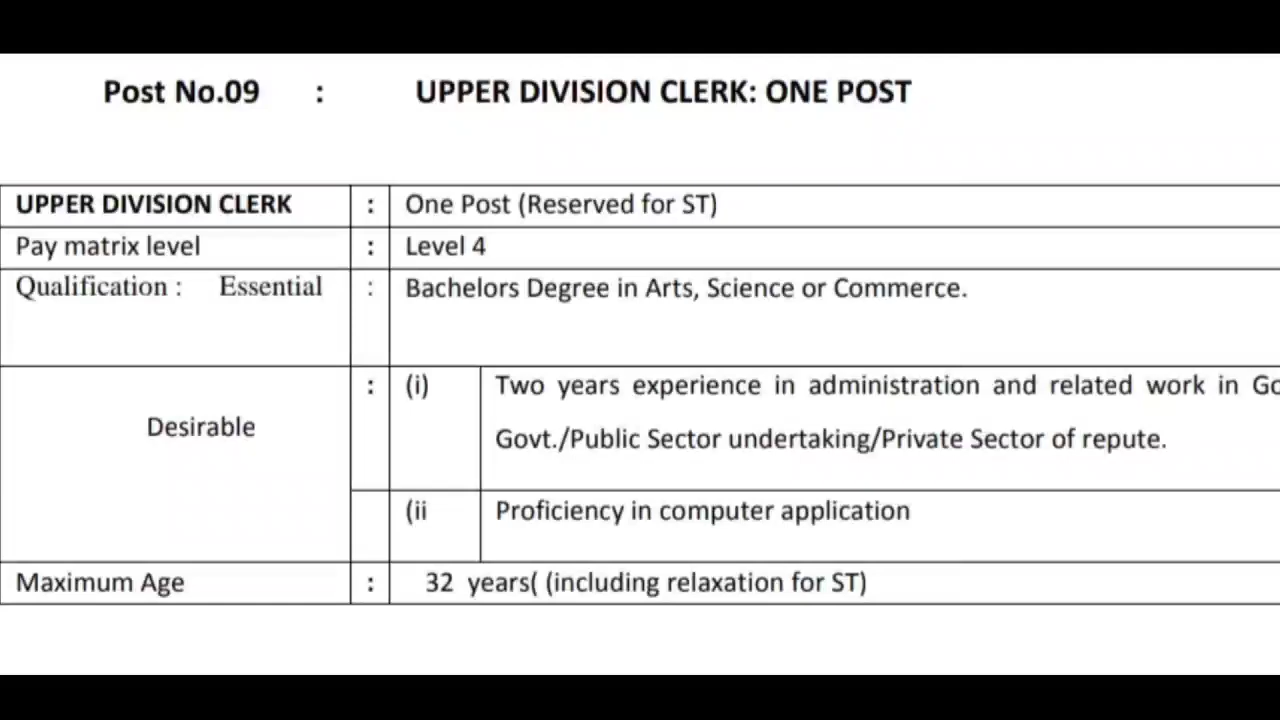 Post No.09 : UPPER DIVISION CLERK: ONE POST
UPPER DIVISION CLERK : One Post (Reserved for ST)
Pay matrix level : Level 4
Qualification : Essential : Bachelors Degree in Arts, Science or Commerce.
Desirable : (i) Two years experience in administration and related work in
Govt./Public Sector undertaking/Private Sector of repute.
(ii Proficiency in computer application
Maximum Age : 32 years( (including relaxation for ST)